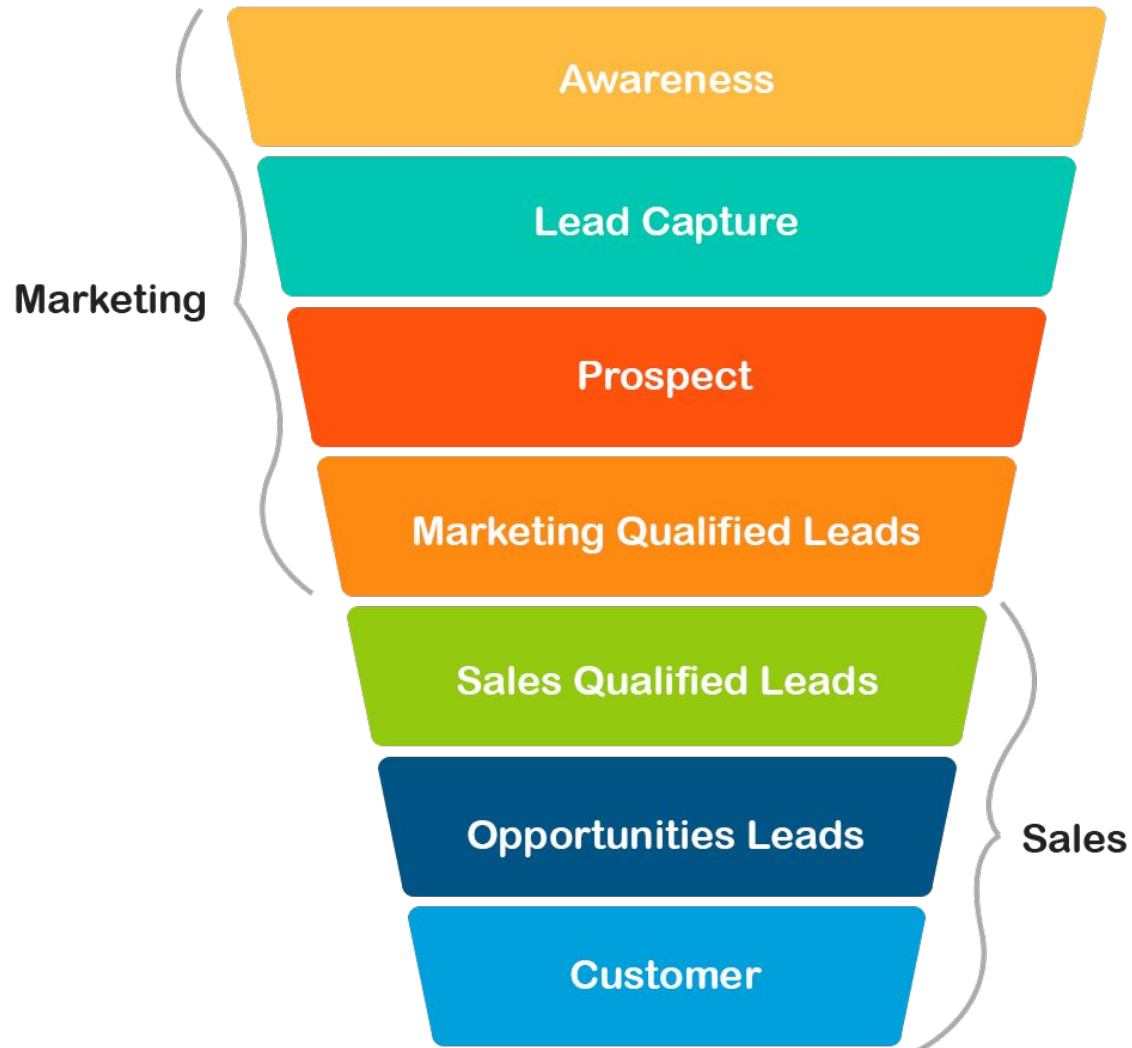 Awareness
Lead Capture
Marketing
Prospect
Marketing Qualified Leads
Sales Qualified Leads
Opportunities Leads
Sales
Customer